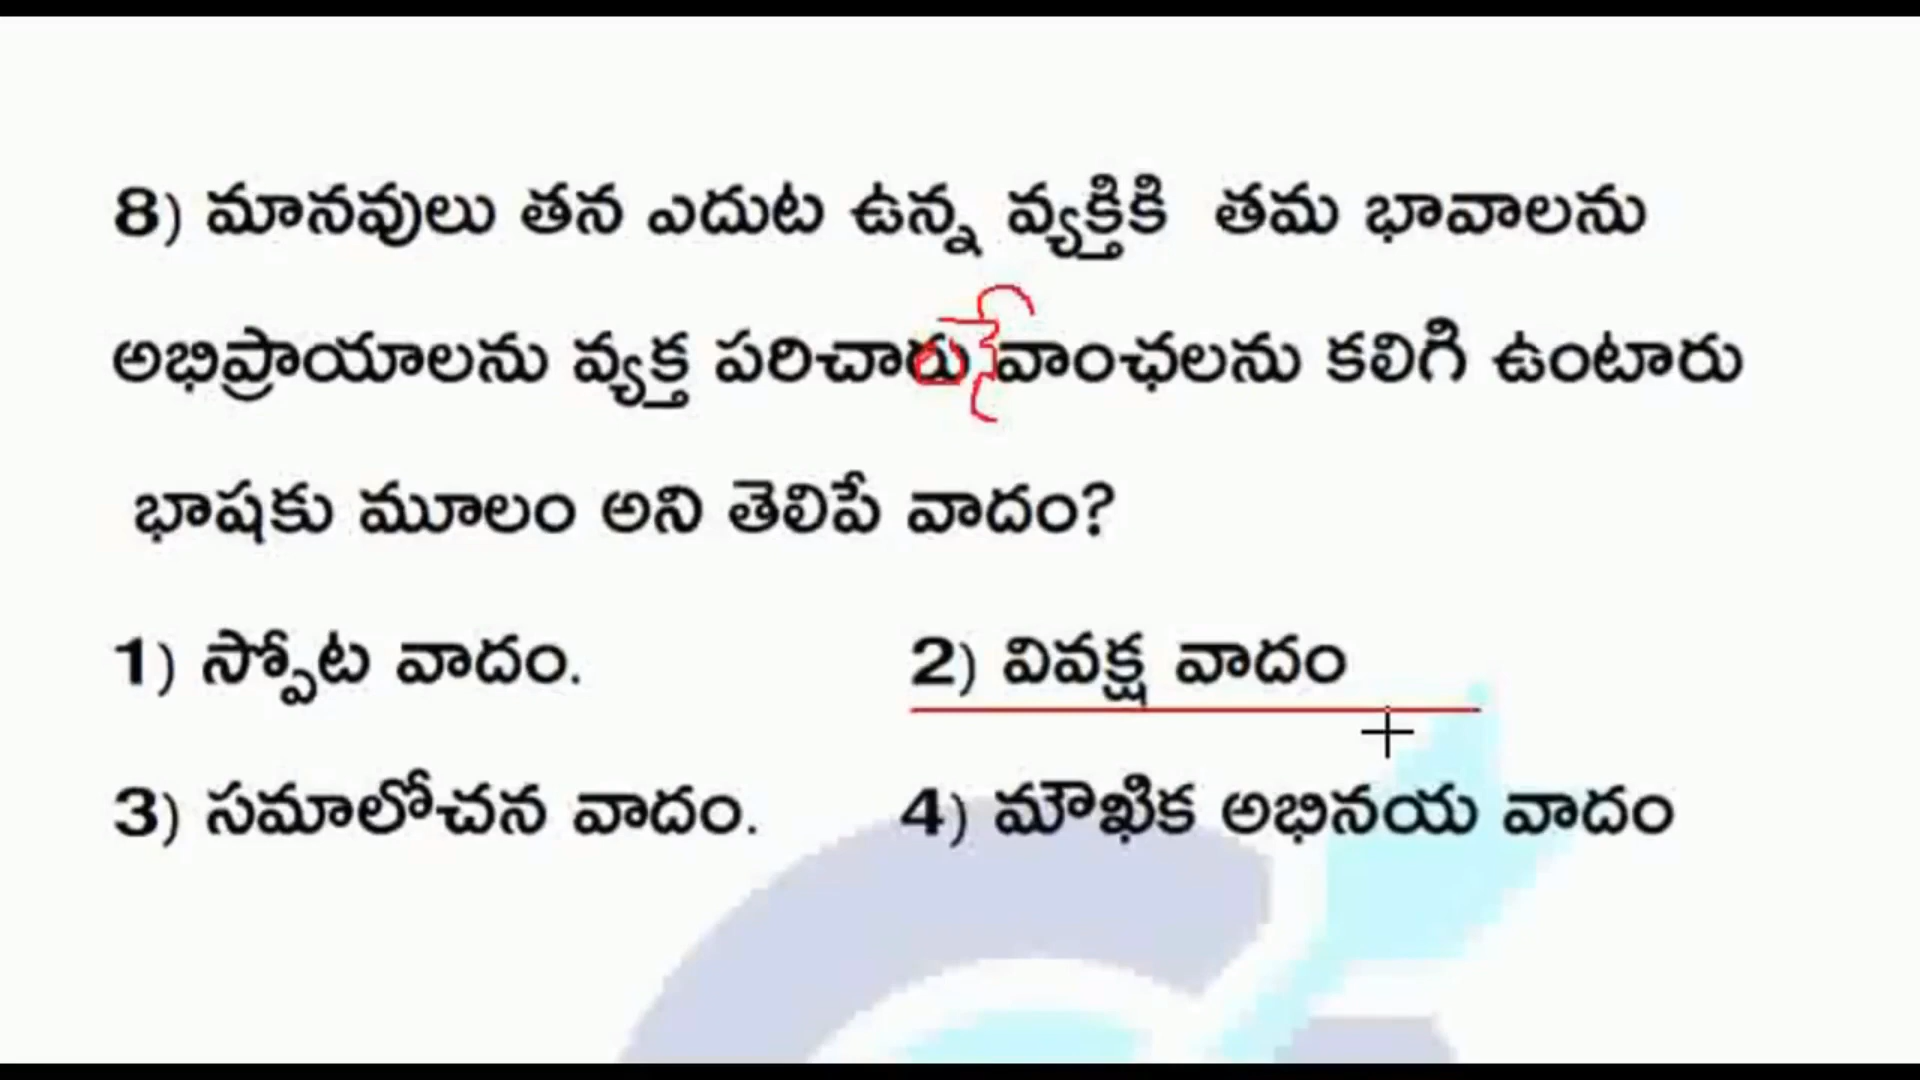 8) మానవులు తన ఎదుట ఉన్న వ్యక్తికి తమ భావాలను
అభిప్రాయాలను వ్యక్త పరిచారు వాంఛలను కలిగి ఉంటారు
భాషకు మూలం అని తెలిపే వాదం?
1) స్పోట వాదం. 2) వివక్ష వాదం
3) సమాలోచన వాదం. 4) మౌఖిక అభినయ వాదం